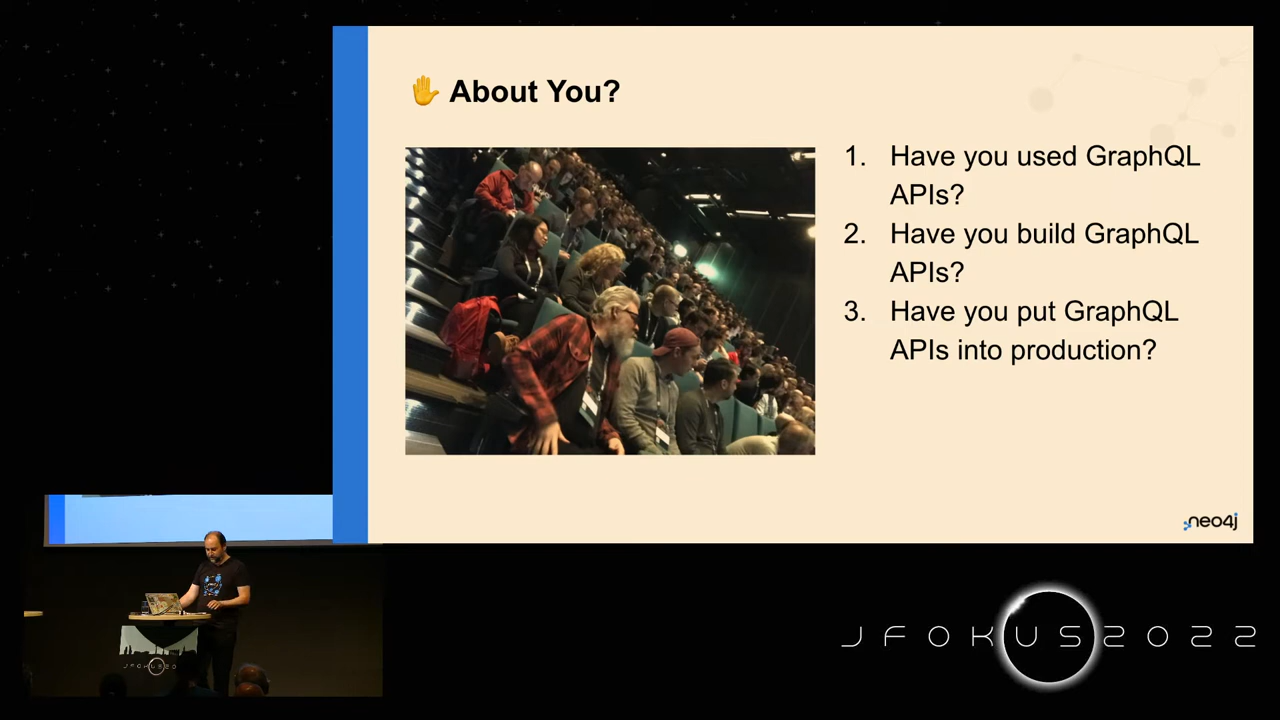 ✋ About You?
1. Have you used GraphQL
APIs?
2. Have you build GraphQL
APIs?
3. Have you put GraphQL
APIs into production?
neo4j
JFOKUS2022
JFOKUS20